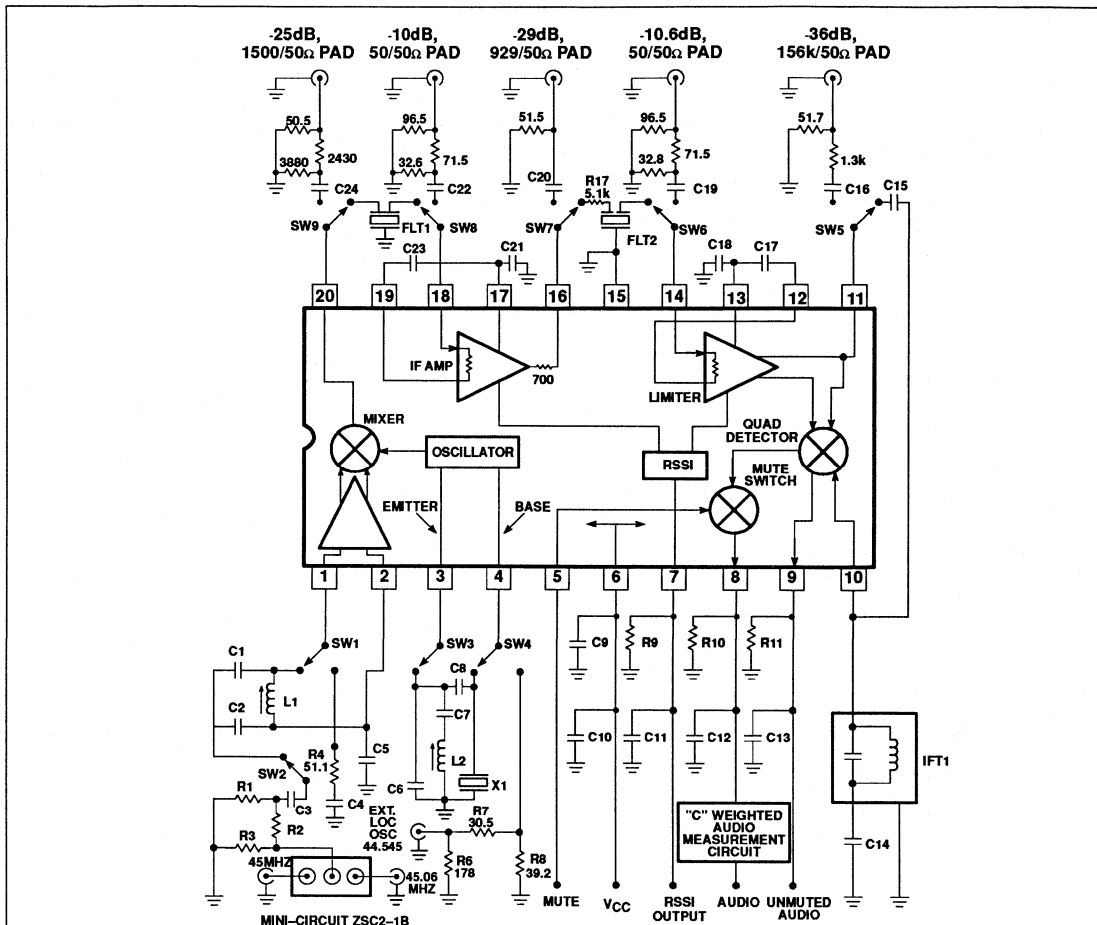 -25dB, -10dB, -29dB, -10.6dB, -36dB,
1500/50Ω PAD 50/50Ω PAD 929/50Ω PAD 50/50Ω PAD 156k/50Ω PAD
50.5 96.5 51.5 96.5 51.7
2430 71.5 71.5 1.3k
3880 32.6 32.8
C24 C22 C20 R17 C19 C16 C15
5.1k
SW9 FLT1 SW8 SW7 FLT2 SW6 SW5
C23 C21 C18 C17
20 19 18 17 16 15 14 13 12 11
IF AMP
700
LIMITER
MIXER
OSCILLATOR
RSSI
QUAD
DETECTOR
MUTE
SWITCH
EMITTER BASE
1 2 3 4 5 6 7 8 9 10
SW1 SW3 SW4 C9 R9 R10 R11
C1 C8
L1 C7
C2 C5 L2 C10 C11 C12 C13 IFT1
SW2 R4
51.1
C6 X1
R1 C3 C4 R7
30.5
EXT.
LOC
OSC
44.545
R2
R3 R6
178
R8
39.2
"C" WEIGHTED
AUDIO
MEASUREMENT
CIRCUIT
C14
45MHZ 45.06
MHZ
MUTE VCC RSSI
OUTPUT
AUDIO UNMUTED
AUDIO
MINI–CIRCUIT ZSC2–1B